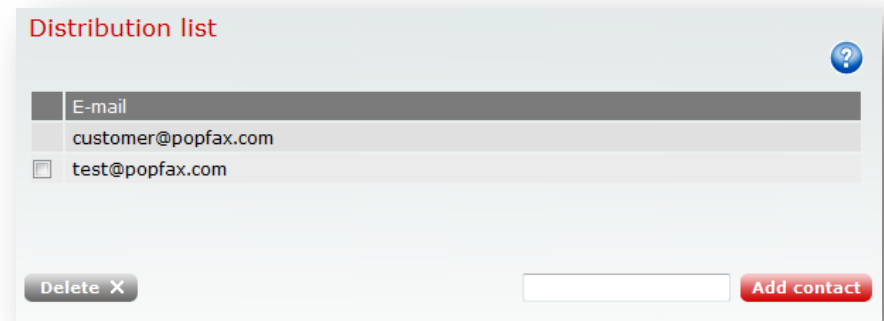 Distribution list
?
E-mail
customer@popfax.com
test@popfax.com
Delete X
Add contact